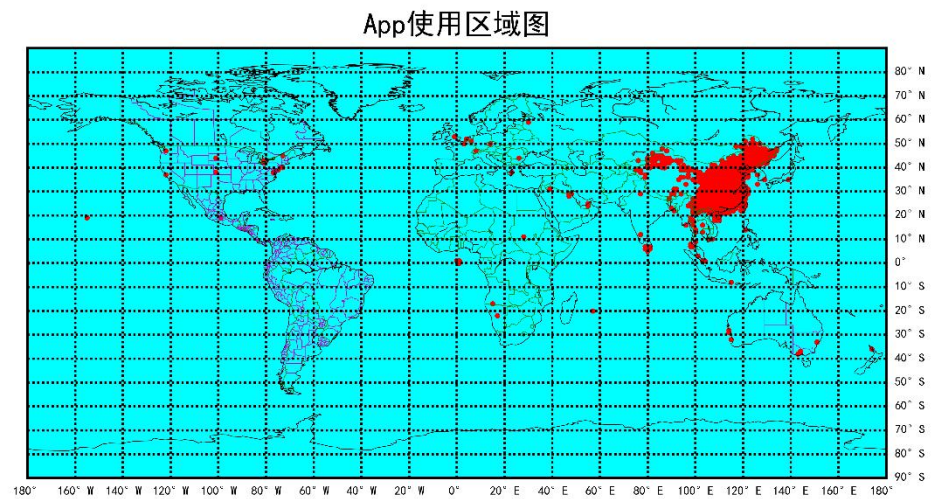 App使用区域图
80° N
70° N
60° N
50° N
40° N
30° N
20° N
10° N
0°
10° S
20° S
30° S
40° S
50° S
60° S
70° S
80° S
90° S
180° 160° W 140° W 120° W 100° W 80° W 60° W 40° W 20° W 0° 20° E 40° E 60° E 80° E 100° E 120° E 140° E 160° E 180°